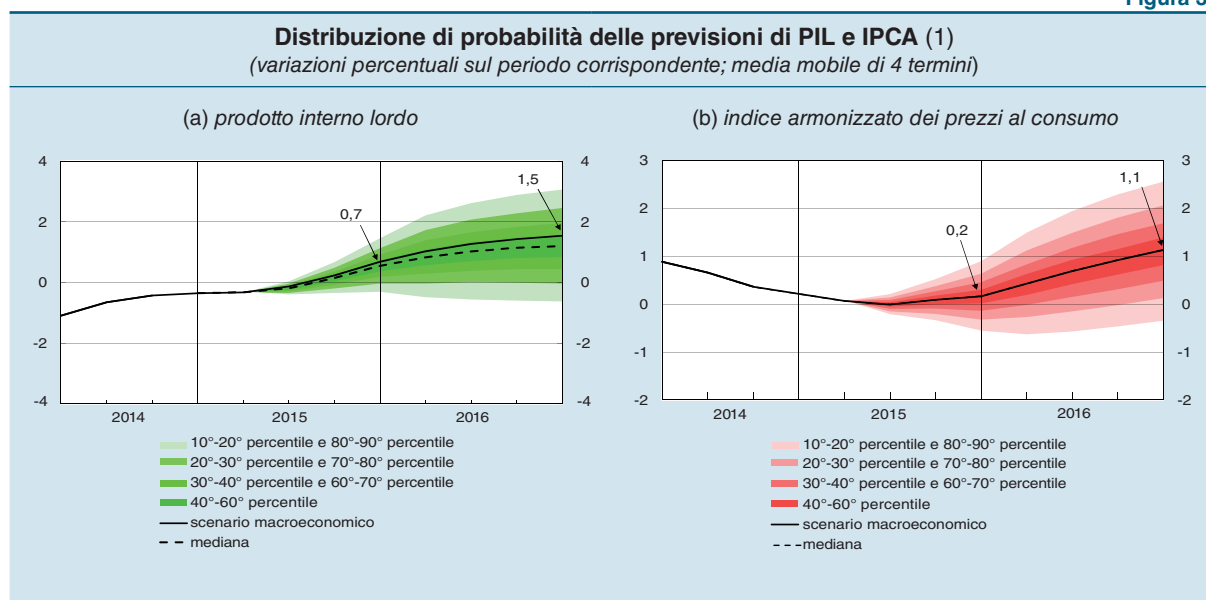 Figura 3
Distribuzione di probabilità delle previsioni di PIL e IPCA (1)
(variazioni percentuali sul periodo corrispondente; media mobile di 4 termini)
(a) prodotto interno lordo
4
2
0
-2
-4
4
2
0
-2
-4
0,7
1,5
2014
2015
2016
10°-20° percentile e 80°-90° percentile
20°-30° percentile e 70°-80° percentile
30°-40° percentile e 60°-70° percentile
40°-60° percentile
scenario macroeconomico
mediana
(b) indice armonizzato dei prezzi al consumo
3
2
1
0
-1
-2
3
2
1
0
-1
-2
0,2
1,1
2014
2015
2016
10°-20° percentile e 80°-90° percentile
20°-30° percentile e 70°-80° percentile
30°-40° percentile e 60°-70° percentile
40°-60° percentile
scenario macroeconomico
mediana